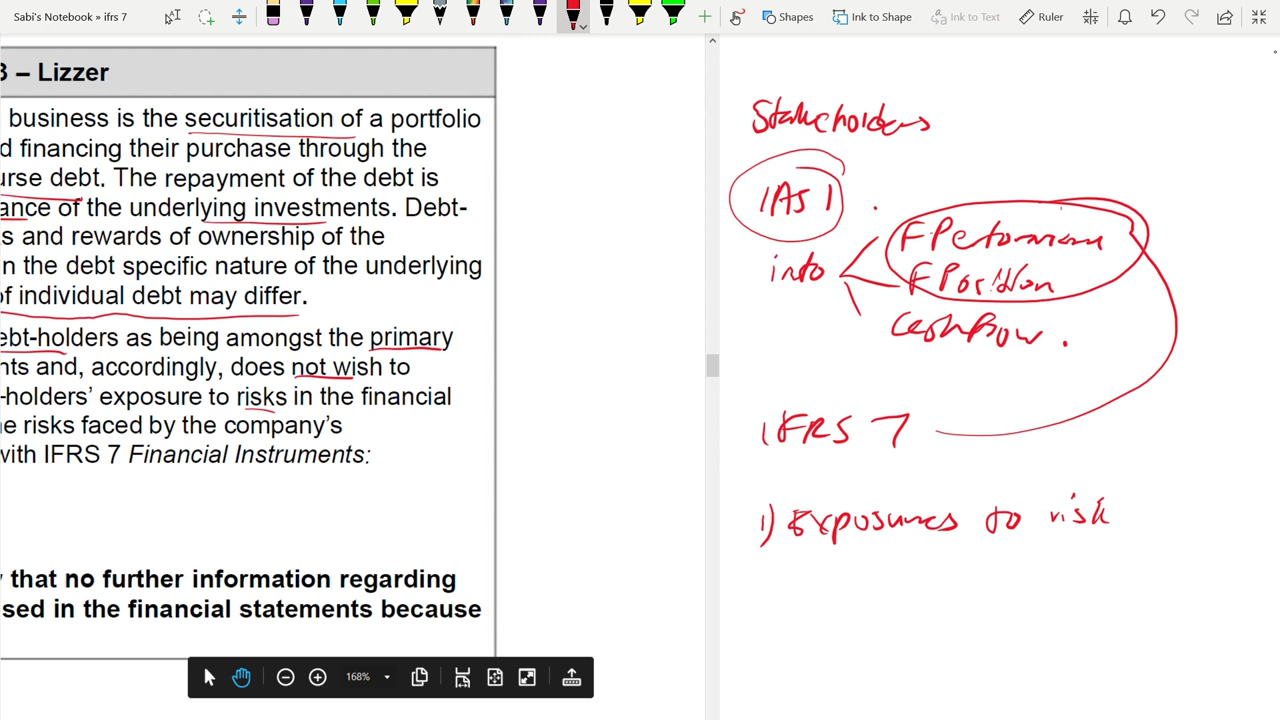 Sabi's Notebook » ifrs 7
Shapes
Ink to Shape
Ink to Text
Ruler
3 – Lizzer
business is the securitisation of a portfolio
d financing their purchase through the
urse debt. The repayment of the debt is
ance of the underlying investments. Debt-
s and rewards of ownership of the
n the debt specific nature of the underlying
of individual debt may differ.
ebt-holders as being amongst the primary
nts and, accordingly, does not wish to
-holders' exposure to risks in the financial
e risks faced by the company's
with IFRS 7 Financial Instruments:
y that no further information regarding
sed in the financial statements because
168%
Stakeholders
IAS 1 .
into
F Position
cashflow .
IFRS 7
1) Exposures to risk